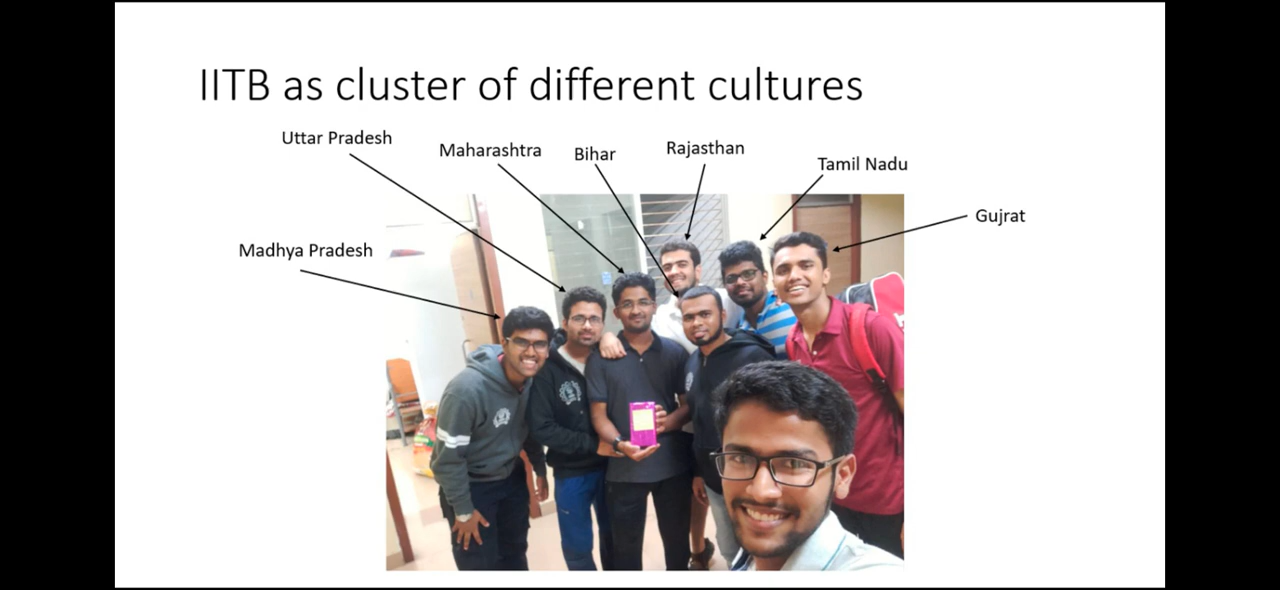 IITB as cluster of different cultures
Uttar Pradesh
Maharashtra
Bihar
Rajasthan
Tamil Nadu
Gujrat
Madhya Pradesh